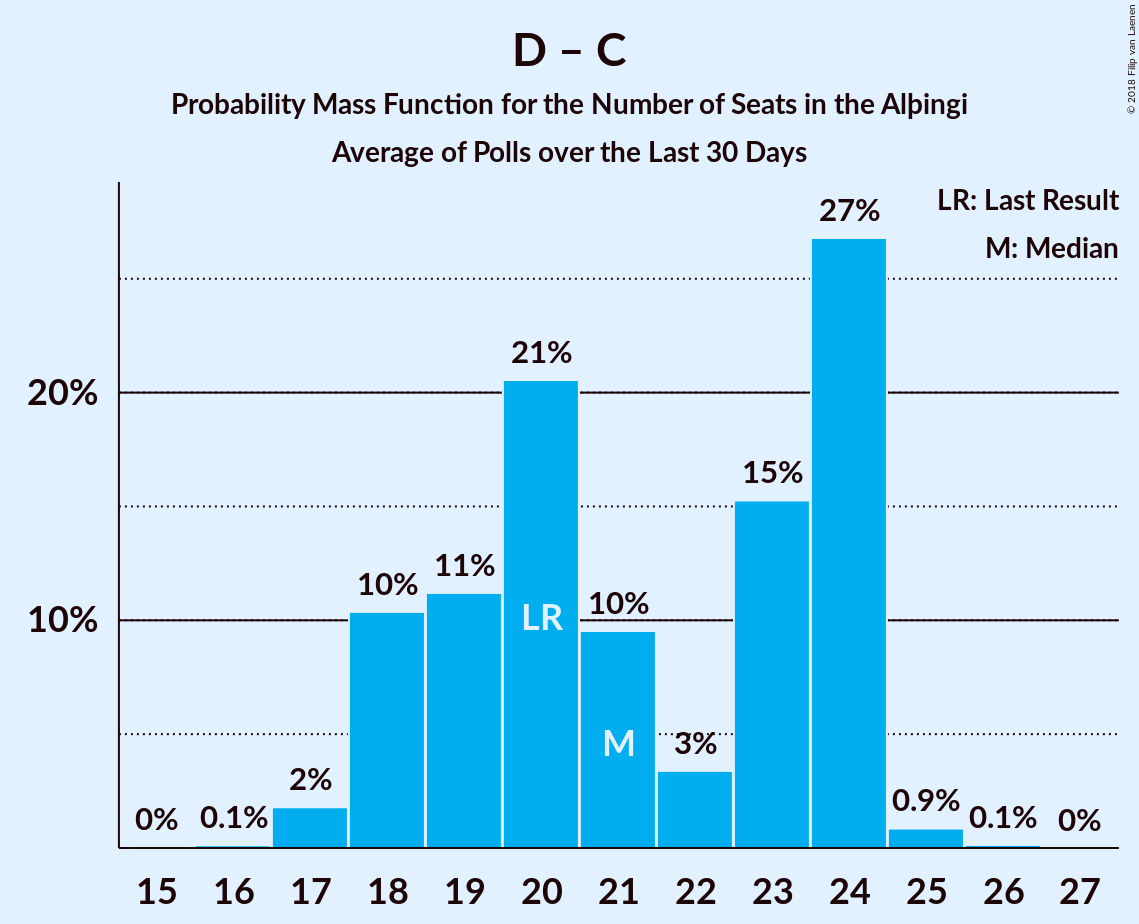 D – C
Probability Mass Function for the Number of Seats in the Alþingi
Average of Polls over the Last 30 Days
© 2018 Filip van Laenen
LR: Last Result
M: Median
27%
21%
20%
15%
11%
10%
10%
10%
LR
M
3%
2%
0.9%
0%
0.1%
0.1%
0%
15 16 17 18 19 20 21 22 23 24 25 26 27